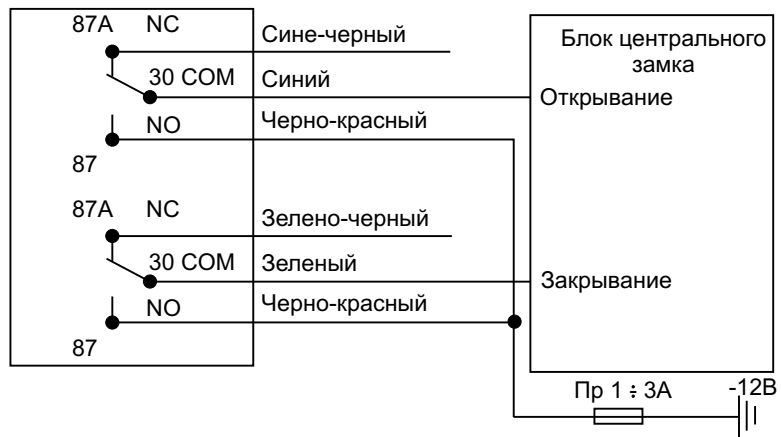 87A NC
Сине-черный
30 COM
Синий
NO
Черно-красный
87
87A NC
Зелено-черный
30 COM
Зеленый
NO
Черно-красный
87
Блок центрального
замка
Открывание
Закрывание
Пр 1 ÷ 3А
-12В